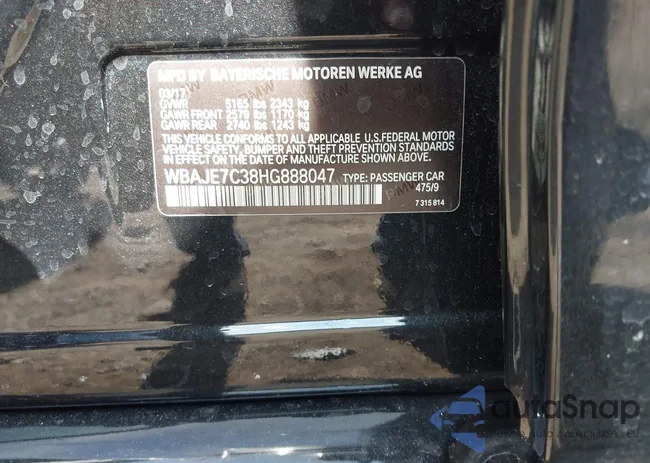 MFD BY BAYERISCHE MOTOREN WERKE AG
03/17
GVWR 5165 lbs 2343 kg
GAWR FRONT 2579 lbs 1170 kg
GAWR REAR 2740 lbs 1243 kg
THIS VEHICLE CONFORMS TO ALL APPLICABLE U.S.FEDERAL MOTOR
VEHICLE SAFETY, BUMPER AND THEFT PREVENTION STANDARDS
IN EFFECT ON THE DATE OF MANUFACTURE SHOWN ABOVE.
WBAJE7C38HG888047 TYPE: PASSENGER CAR
475/9
7 315 814
autoSnap